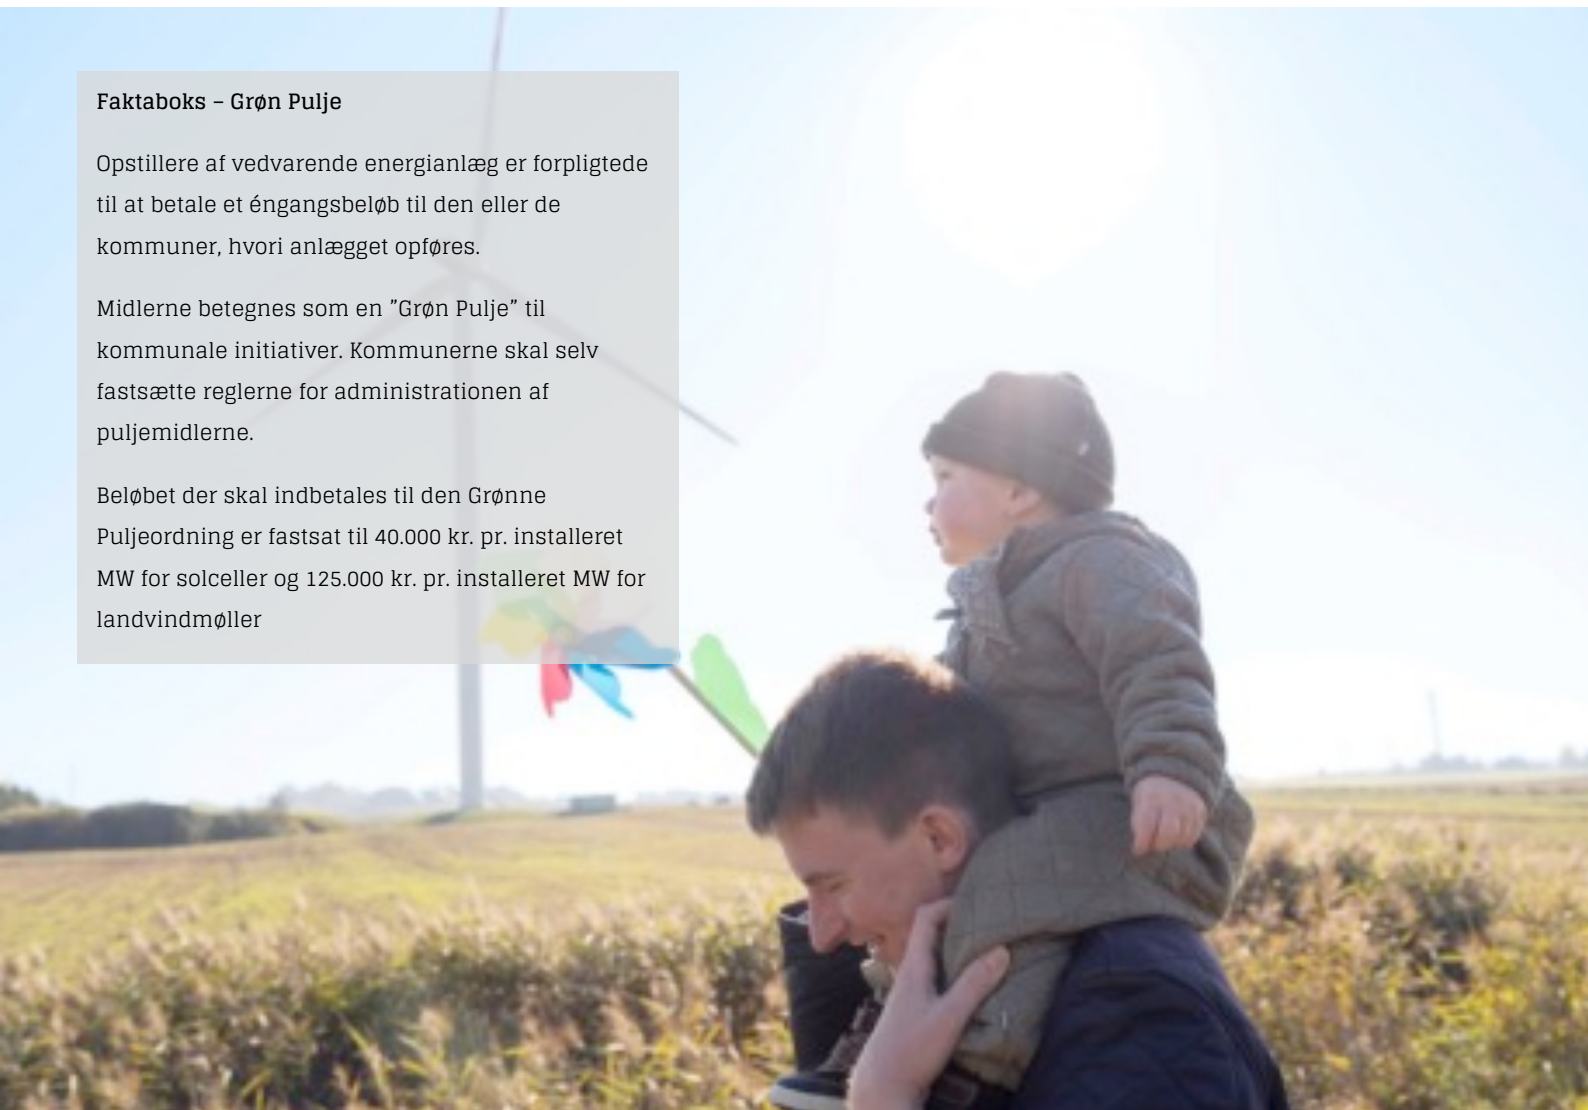 Faktaboks – Grøn Pulje
Opstillere af vedvarende energianlæg er forpligtede
til at betale et éngangsbeløb til den eller de
kommuner, hvori anlægget opføres.
Midlerne betegnes som en ”Grøn Pulje” til
kommunale initiativer. Kommunerne skal selv
fastsætte reglerne for administrationen af
puljemidlerne.
Beløbet der skal indbetales til den Grønne
Puljeordning er fastsat til 40.000 kr. pr. installeret
MW for solceller og 125.000 kr. pr. installeret MW for
landvindmøller